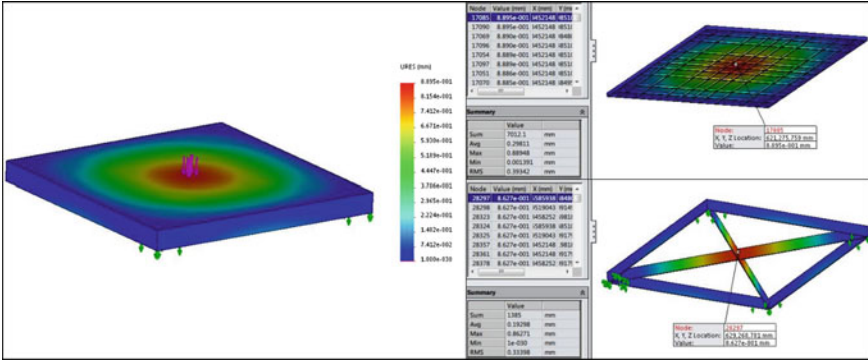 URES (mm)
8.895e-001
8.154e-001
7.412e-001
6.671e-001
5.930e-001
5.189e-001
4.447e-001
3.706e-001
2.965e-001
2.224e-001
1.482e-001
7.412e-002
1.000e-030
Node Value (mm) X (mm) Y (mm
17085 8.895e-001
17090 8.895e-001
17069 8.890e-001
17096 8.890e-001
17054 8.889e-001
17097 8.889e-001
17051 8.886e-001
17070 8.885e-001
Summary
Value
Sum 7012.1 mm
Avg 0.29811 mm
Max 0.88948 mm
Min 0.001391 mm
RMS 0.39342 mm
Node: 17085
X, Y, Z Location:
Value: 8.895e-001 mm
Node Value (mm) X (mm) Y (m
28297 8.627e-001
28298 8.627e-001
28323 8.627e-001
28324 8.627e-001
28325 8.627e-001
28357 8.627e-001
28361 8.627e-001
28378 8.627e-001
Summary
Value
Sum 1385 mm
Avg 0.19298 mm
Max 0.86271 mm
Min 1e-030 mm
RMS 0.33398 mm
Node: 28297
X, Y, Z Location:
Value: 8.627e-001 mm